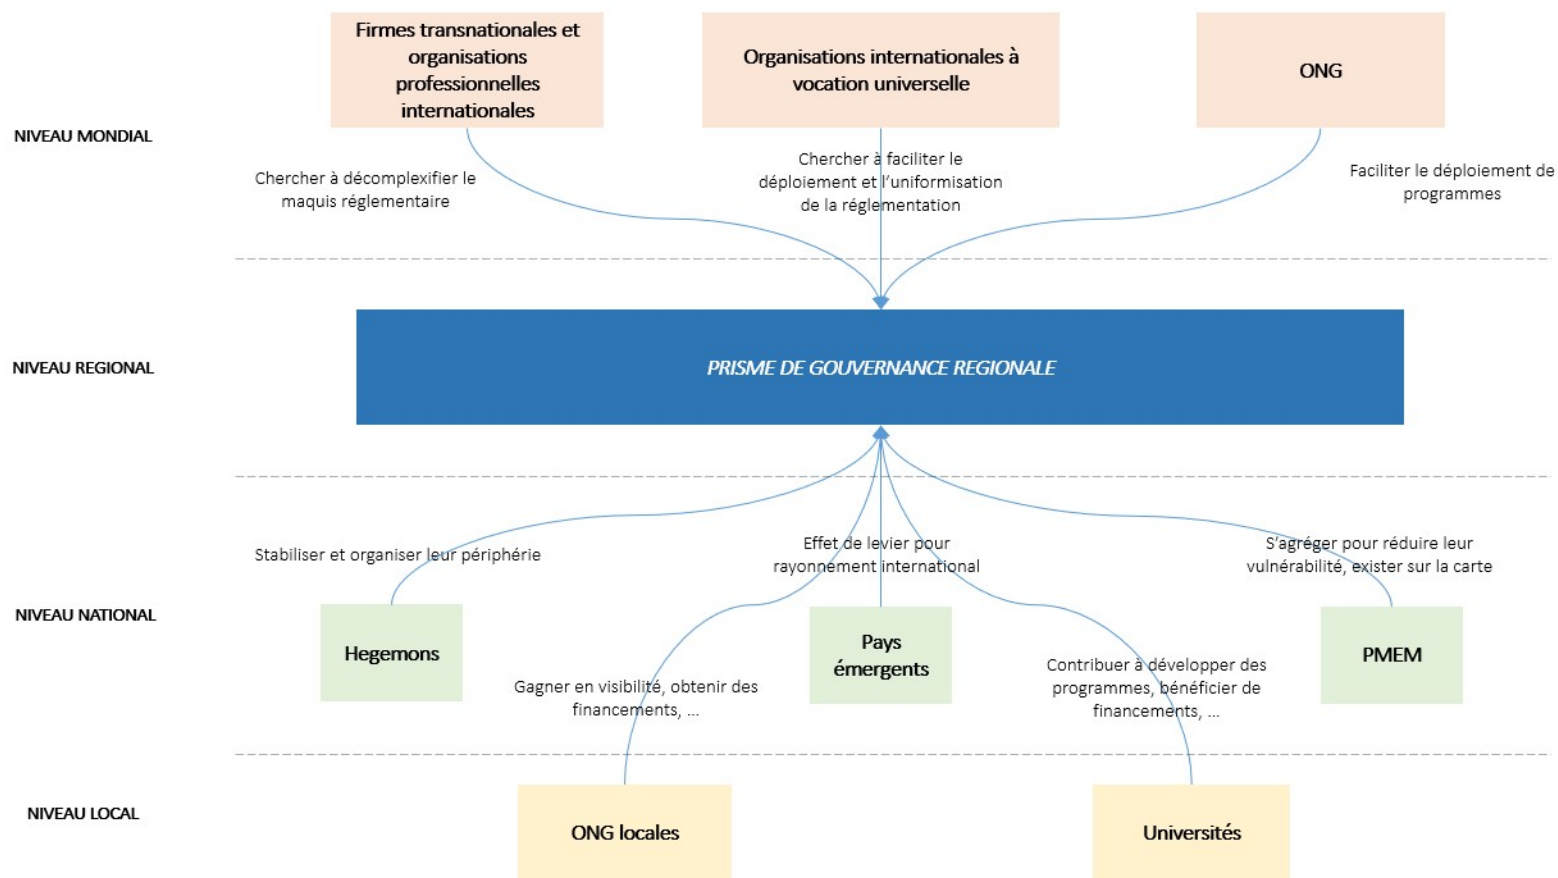 Firmes transnationales et
organisations
professionnelles
internationales
Organisations internationales à
vocation universelle
ONG
NIVEAU MONDIAL
Chercher à décomplexifier le
maquis réglementaire
Chercher à faciliter le
déploiement et l’uniformisation
de la réglementation
Faciliter le déploiement de
programmes
NIVEAU REGIONAL
PRISME DE GOUVERNANCE REGIONALE
Stabiliser et organiser leur périphérie
Effet de levier pour
rayonnement international
S’agréger pour réduire leur
vulnérabilité, exister sur la carte
NIVEAU NATIONAL
Hegemons
Pays
émergents
PMEM
Gagner en visibilité, obtenir des
financements, ...
Contribuer à développer des
programmes, bénéficier de
financements, ...
NIVEAU LOCAL
ONG locales
Universités